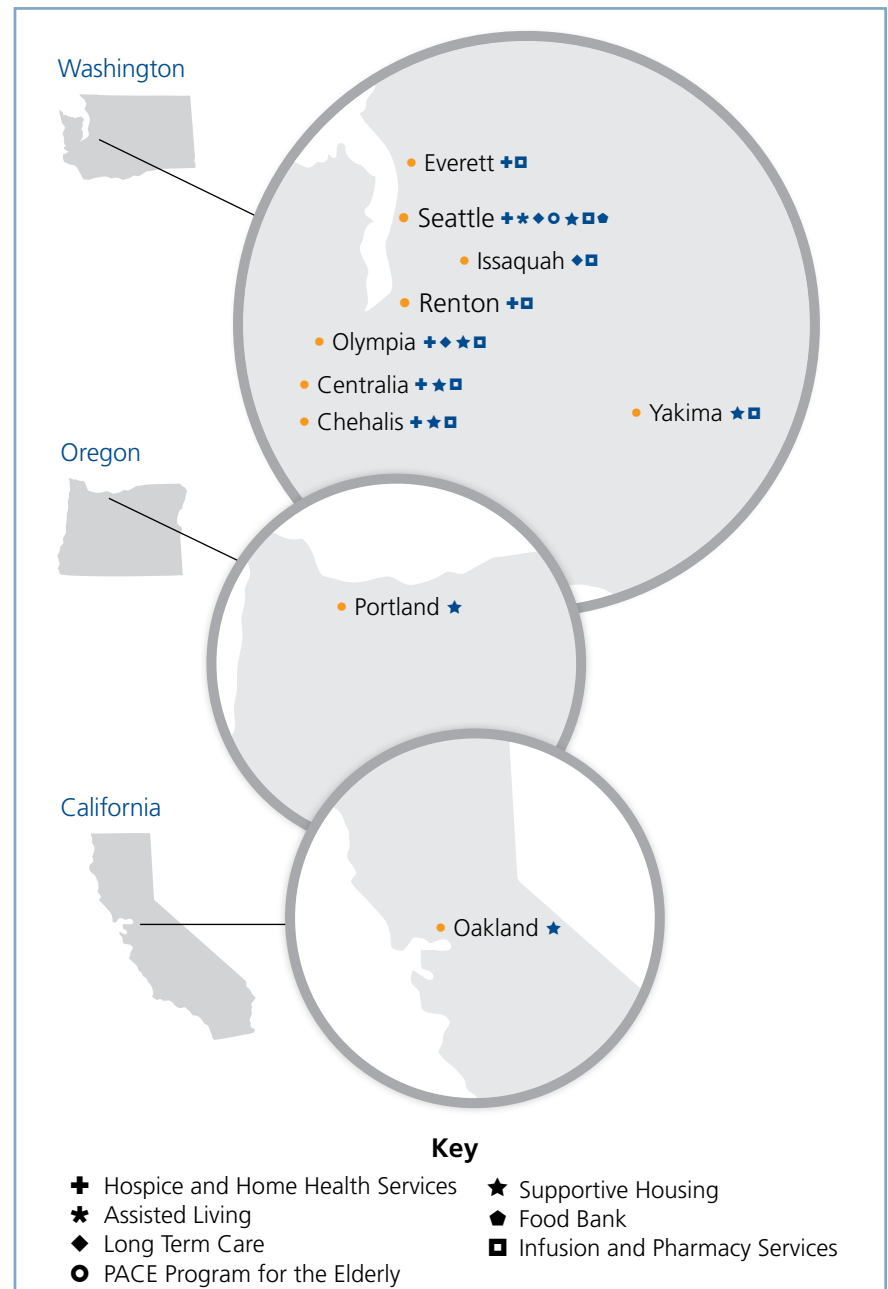 Washington
Everett
Seattle
Issaquah
Renton
Olympia
Centralia
Chehalis
Yakima
Oregon
Portland
California
Oakland
Key
Hospice and Home Health Services
Assisted Living
Long Term Care
PACE Program for the Elderly
Supportive Housing
Food Bank
Infusion and Pharmacy Services